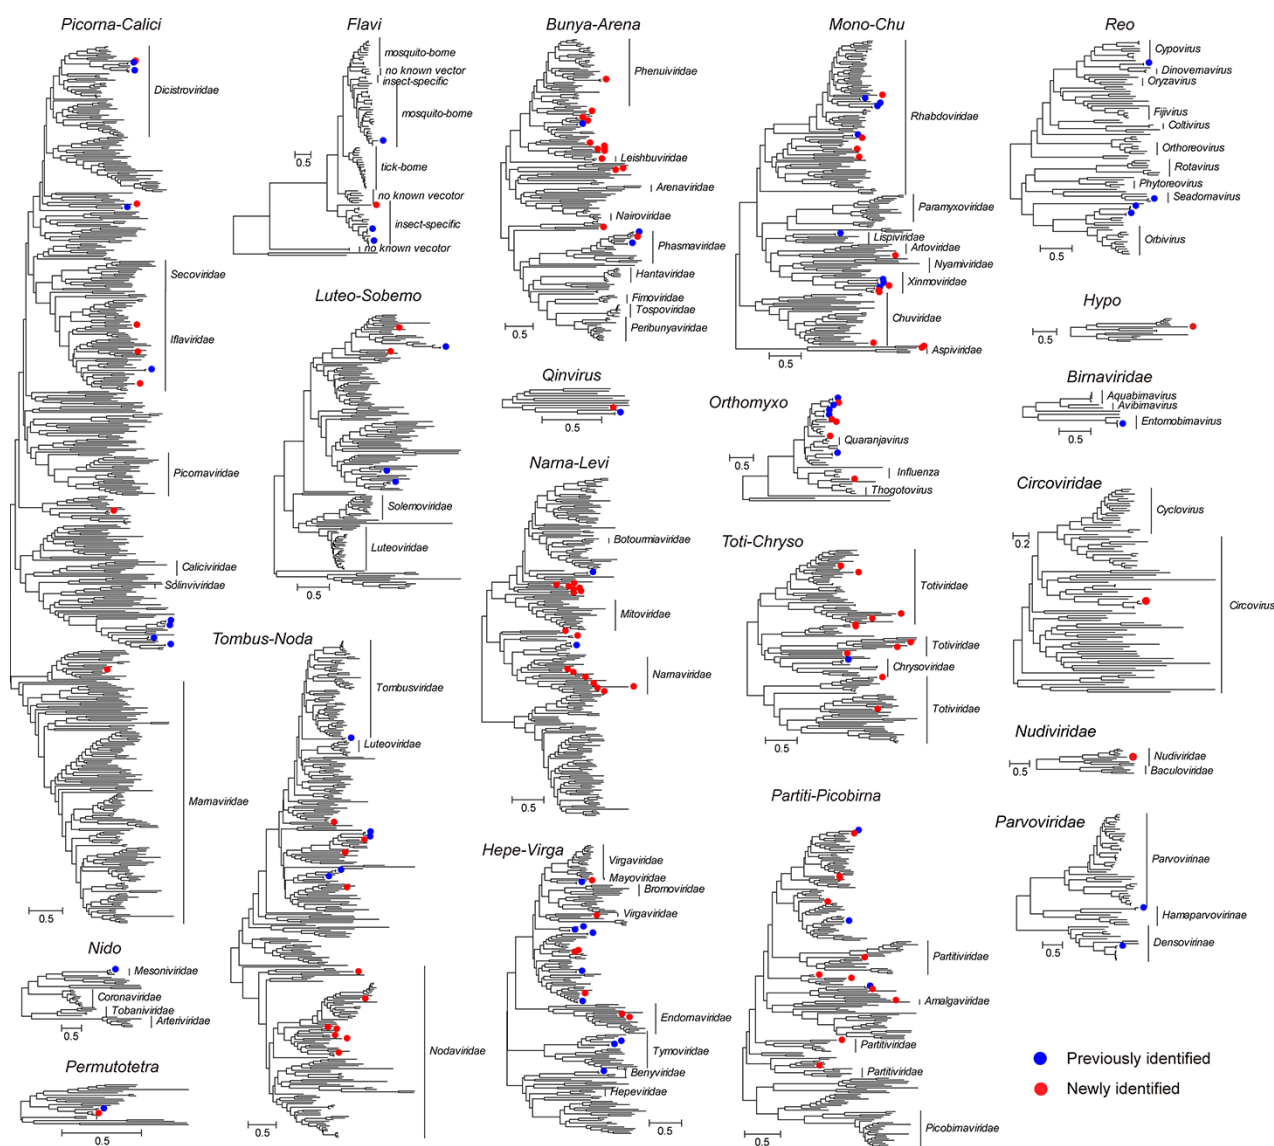 Picorna-Calici
Dicistroviridae
Secoviridae
Iflaviridae
Picornaviridae
Caliciviridae
Solinviviridae
Marnaviridae
0.5
Nido
Mesoniviridae
Coronaviridae
Tobaniviridae
Arteriviridae
0.5
Permutotetra
0.5
Flavi
mosquito-borne
no known vector
insect-specific
mosquito-borne
0.5
tick-borne
no known vecotor
insect-specific
no known vecotor
Luteo-Sobemo
Solemoviridae
Luteoviridae
0.5
Tombus-Noda
Tombusviridae
Luteoviridae
Nodaviridae
0.5
Bunya-Arena
Phenuiviridae
Leishbuviridae
Arenaviridae
Nairoviridae
Phasmaviridae
Hantaviridae
Fimoviridae
Tospoviridae
Peribunyaviridae
0.5
Qinvirus
0.5
Narna-Levi
Botourmiaviridae
Mitoviridae
Narnaviridae
0.5
Hepe-Virga
Virgaviridae
Mayoviridae
Bromoviridae
Virgaviridae
Endornaviridae
Tymoviridae
Benyviridae
Hepeviridae
0.5
Mono-Chu
Rhabdoviridae
Paramyxoviridae
Lispiviridae
Artoviridae
Nyamiviridae
Xinmoviridae
Chuviridae
Aspiviridae
0.5
Orthomyxo
0.5
Quaranjavirus
Influenza
Thogotovirus
Toti-Chryso
Totiviridae
Totiviridae
Chrysoviridae
Totiviridae
0.5
Partiti-Picobirna
Partitiviridae
Amalgaviridae
Partitiviridae
Partitiviridae
Picobirnaviridae
0.5
Reo
Cypovirus
Dinovernavirus
Oryzavirus
Fijivirus
Coltivirus
Orthoreovirus
Rotavirus
Phytoreovirus
Seadornavirus
Orbivirus
0.5
Hypo
0.5
Birnaviridae
Aquabirnavirus
Avibirnavirus
Entomobirnavirus
0.5
Circoviridae
Cyclovirus
0.2
Circovirus
Nudiviridae
0.5
Nudiviridae
Baculoviridae
Parvoviridae
Parvovirinae
Hamaparvovirinae
Densovirinae
0.5
Previously identified
Newly identified